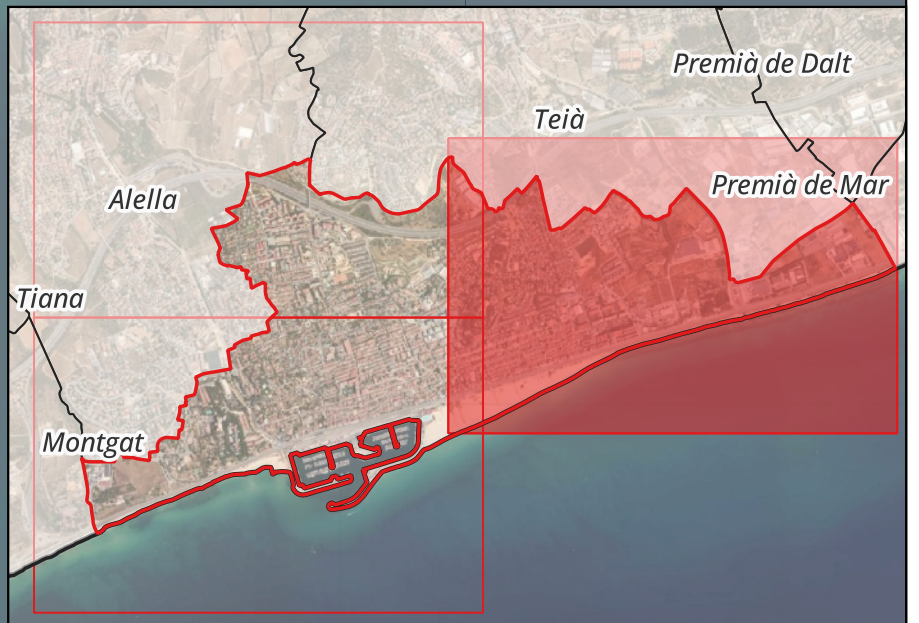 Premià de Dalt
Teià
Premià de Mar
Alella
Tiana
Montgat